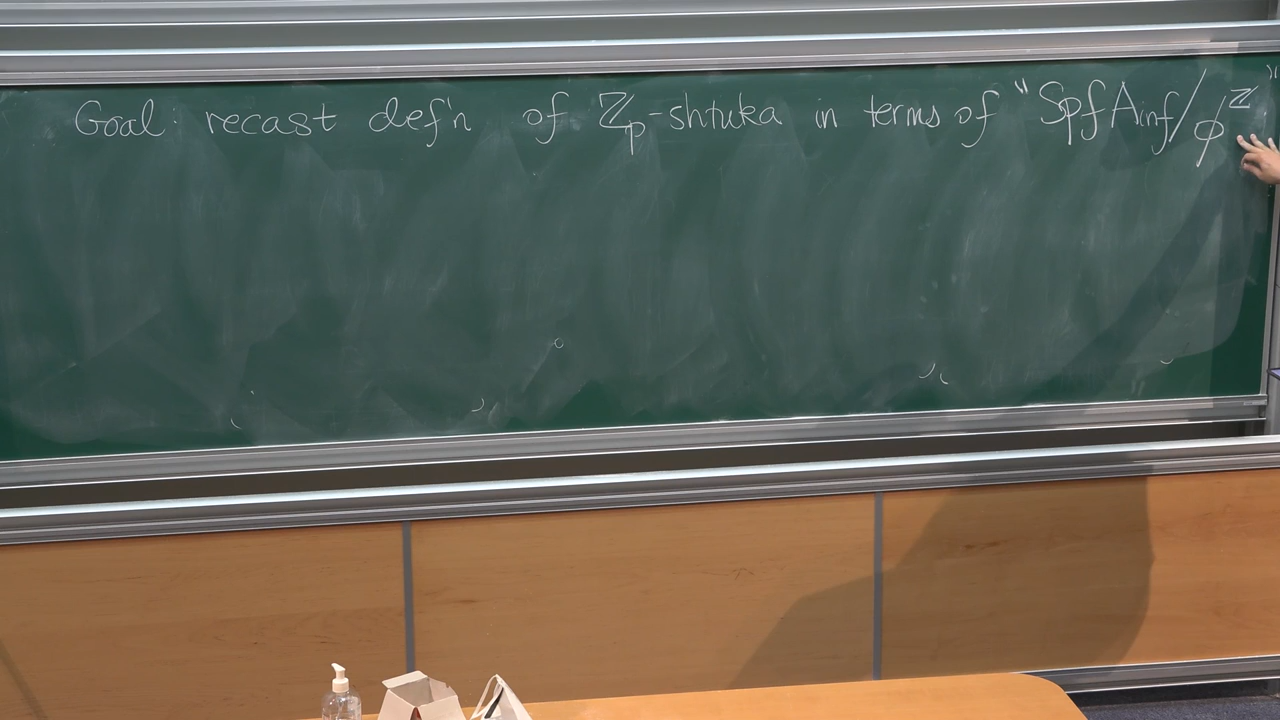 Goal: recast def'n of ℤp-shtuka in terms of "Spf Ainf/φ^ℤ"